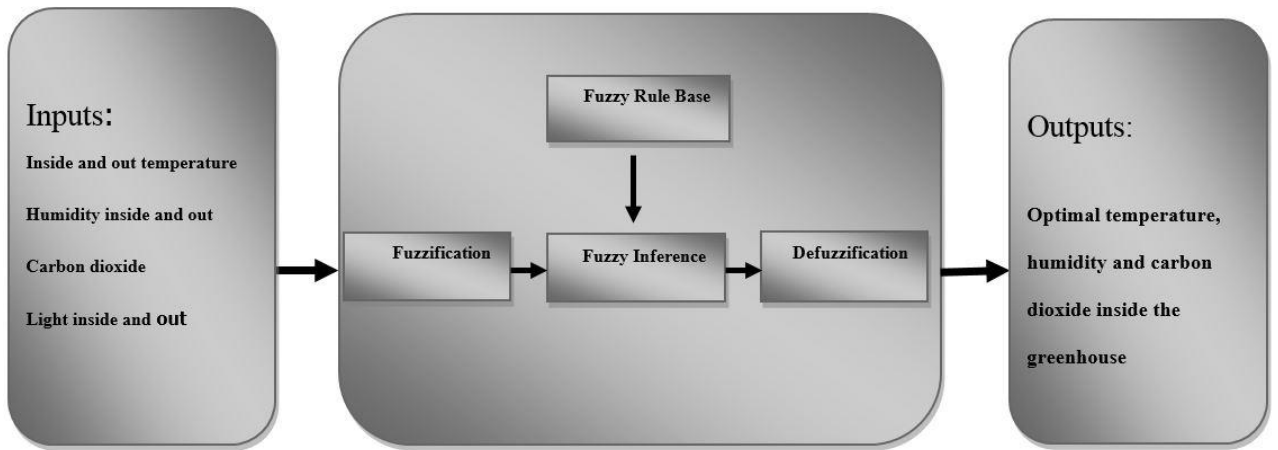 Inputs:
Inside and out temperature
Humidity inside and out
Carbon dioxide
Light inside and out
Fuzzy Rule Base
Fuzzification
Fuzzy Inference
Defuzzification
Outputs:
Optimal temperature,
humidity and carbon
dioxide inside the
greenhouse